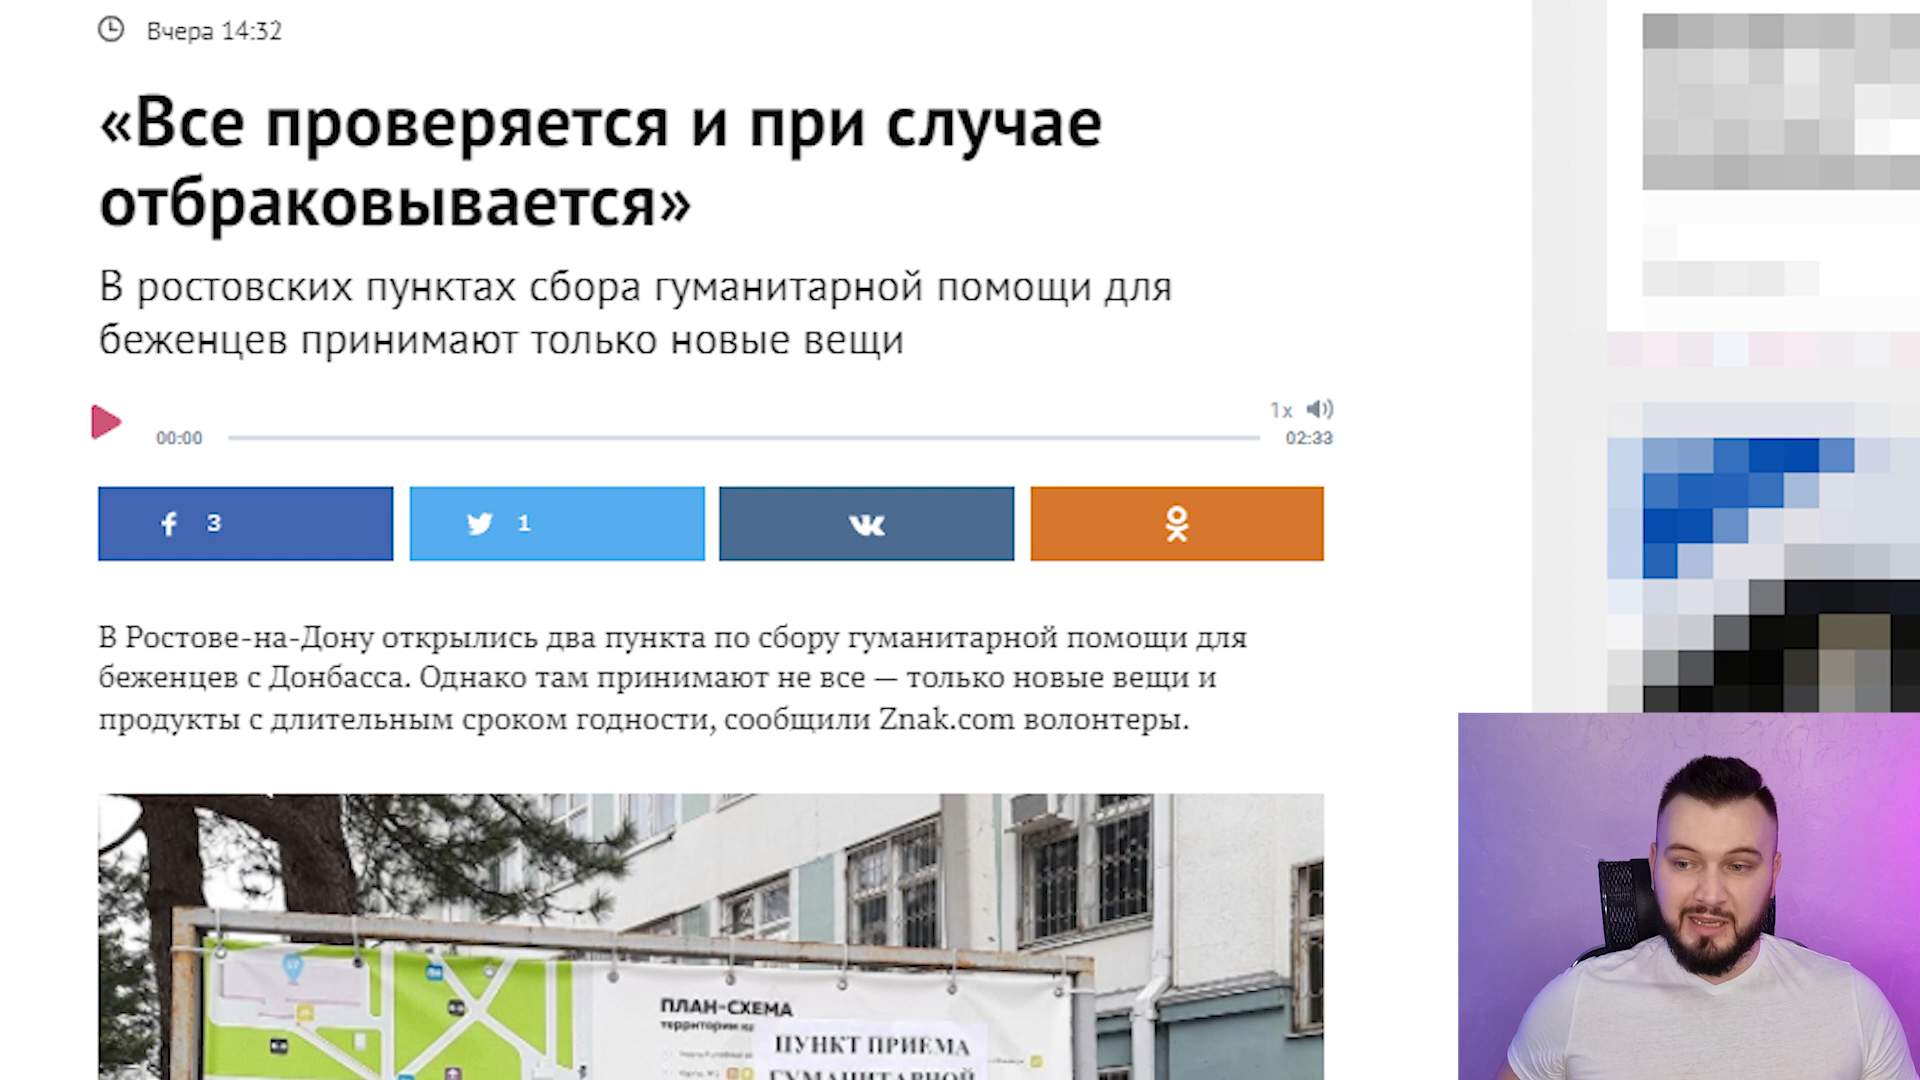 Вчера 14:32
«Все проверяется и при случае
отбраковывается»
В ростовских пунктах сбора гуманитарной помощи для
беженцев принимают только новые вещи
1x
00:00
02:33
3
1
В Ростове-на-Дону открылись два пункта по сбору гуманитарной помощи для
беженцев с Донбасса. Однако там принимают не все — только новые вещи и
продукты с длительным сроком годности, сообщили Znak.com волонтеры.
ПЛАН-СХЕМА
территории
ПУНКТ ПРИЕМА
ГУМАНИТАРНОЙ